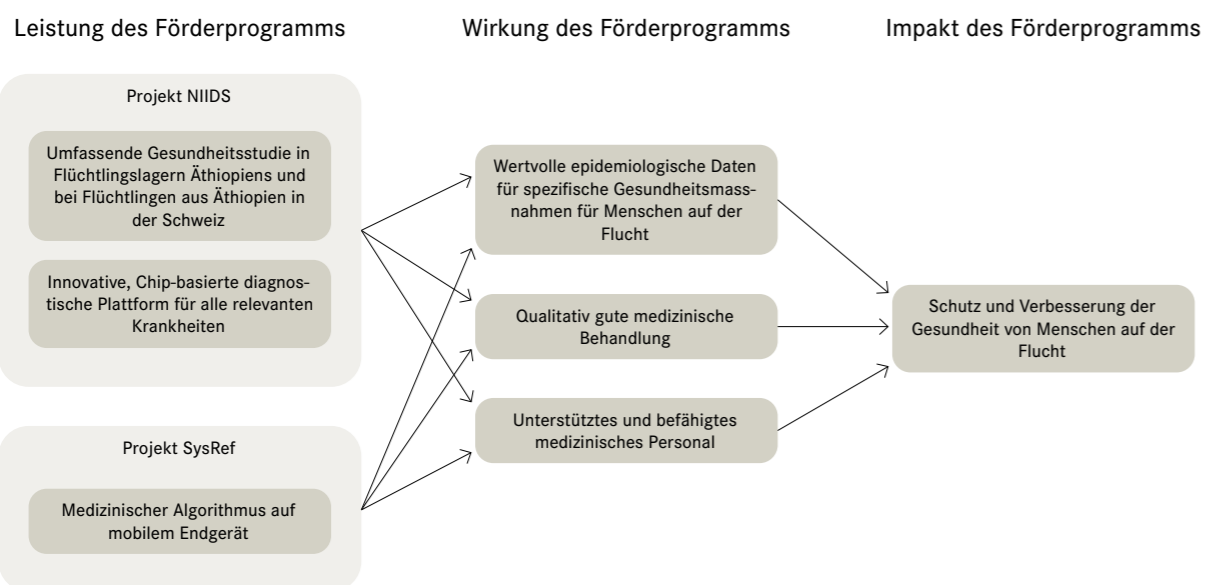 Leistung des Förderprogramms
Wirkung des Förderprogramms
Impakt des Förderprogramms
Projekt NIIDS
Umfassende Gesundheitsstudie in
Flüchtlingslagern Äthiopiens und
bei Flüchtlingen aus Äthiopien in
der Schweiz
Innovative, Chip-basierte diagnos-
tische Plattform für alle relevanten
Krankheiten
Projekt SysRef
Medizinischer Algorithmus auf
mobilem Endgerät
Wertvolle epidemiologische Daten
für spezifische Gesundheitsmass-
nahmen für Menschen auf der
Flucht
Qualitativ gute medizinische
Behandlung
Unterstütztes und befähigtes
medizinisches Personal
Schutz und Verbesserung der
Gesundheit von Menschen auf der
Flucht